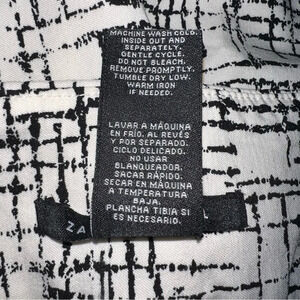 MACHINE WASH COLD.
INSIDE OUT AND
SEPARATELY.
GENTLE CYCLE.
DO NOT BLEACH.
REMOVE PROMPTLY.
TUMBLE DRY LOW.
WARM IRON
IF NEEDED.
LAVAR A MÁQUINA
EN FRÍO, AL REVÉS
Y POR SEPARADO.
CICLO DELICADO.
NO USAR
BLANQUEADOR.
SACAR RÁPIDO.
SECAR EN MÁQUINA
A TEMPERATURA
BAJA.
PLANCHA TIBIA SI
ES NECESARIO.
ZA